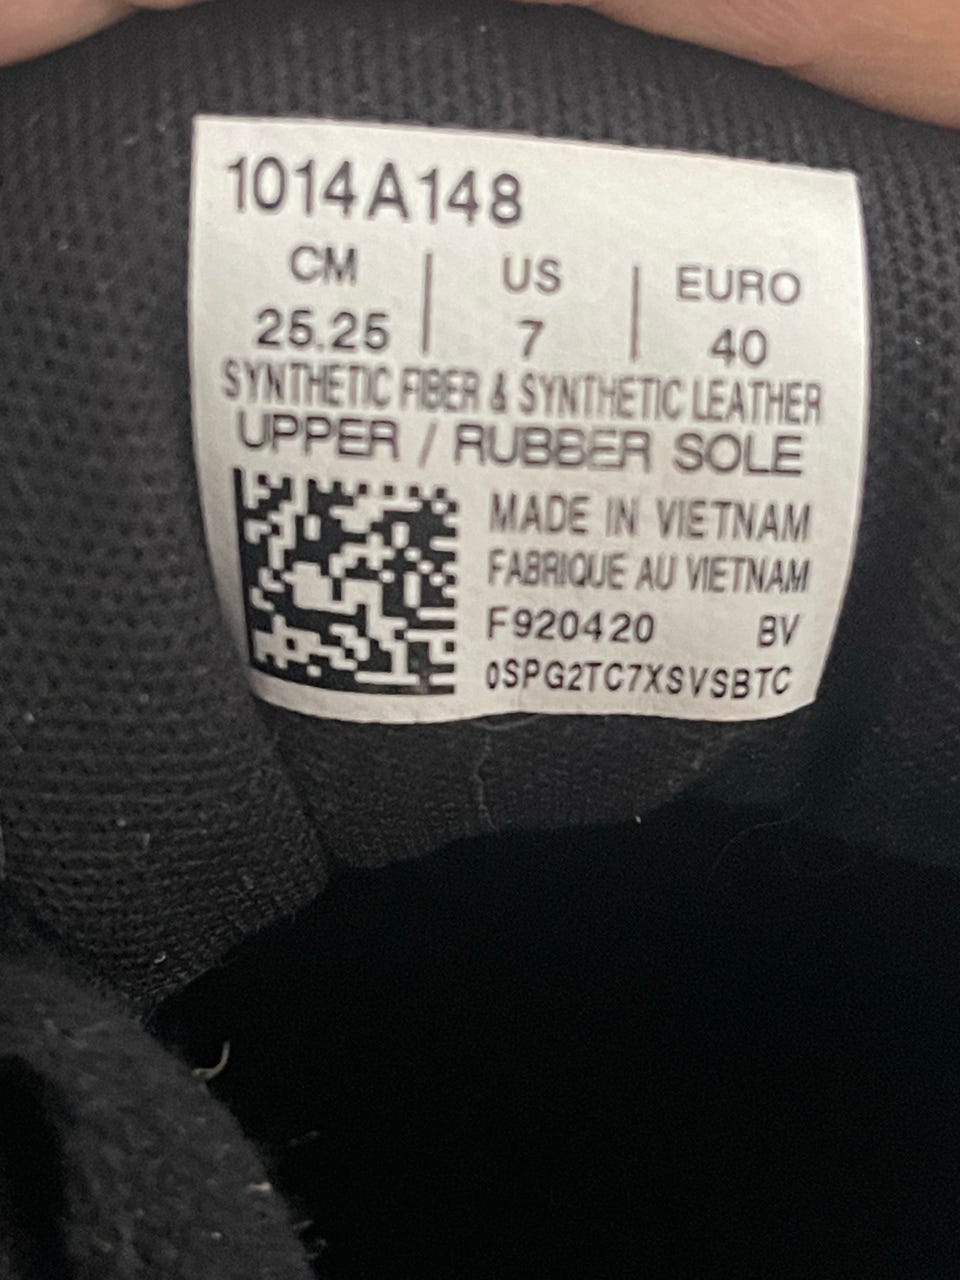 1014A148
CM | US | EURO
25.25 | 7 | 40
SYNTHETIC FIBER & SYNTHETIC LEATHER
UPPER / RUBBER SOLE
MADE IN VIETNAM
FABRIQUE AU VIETNAM
F920420 BV
0SPG2TC7XSVSBTC